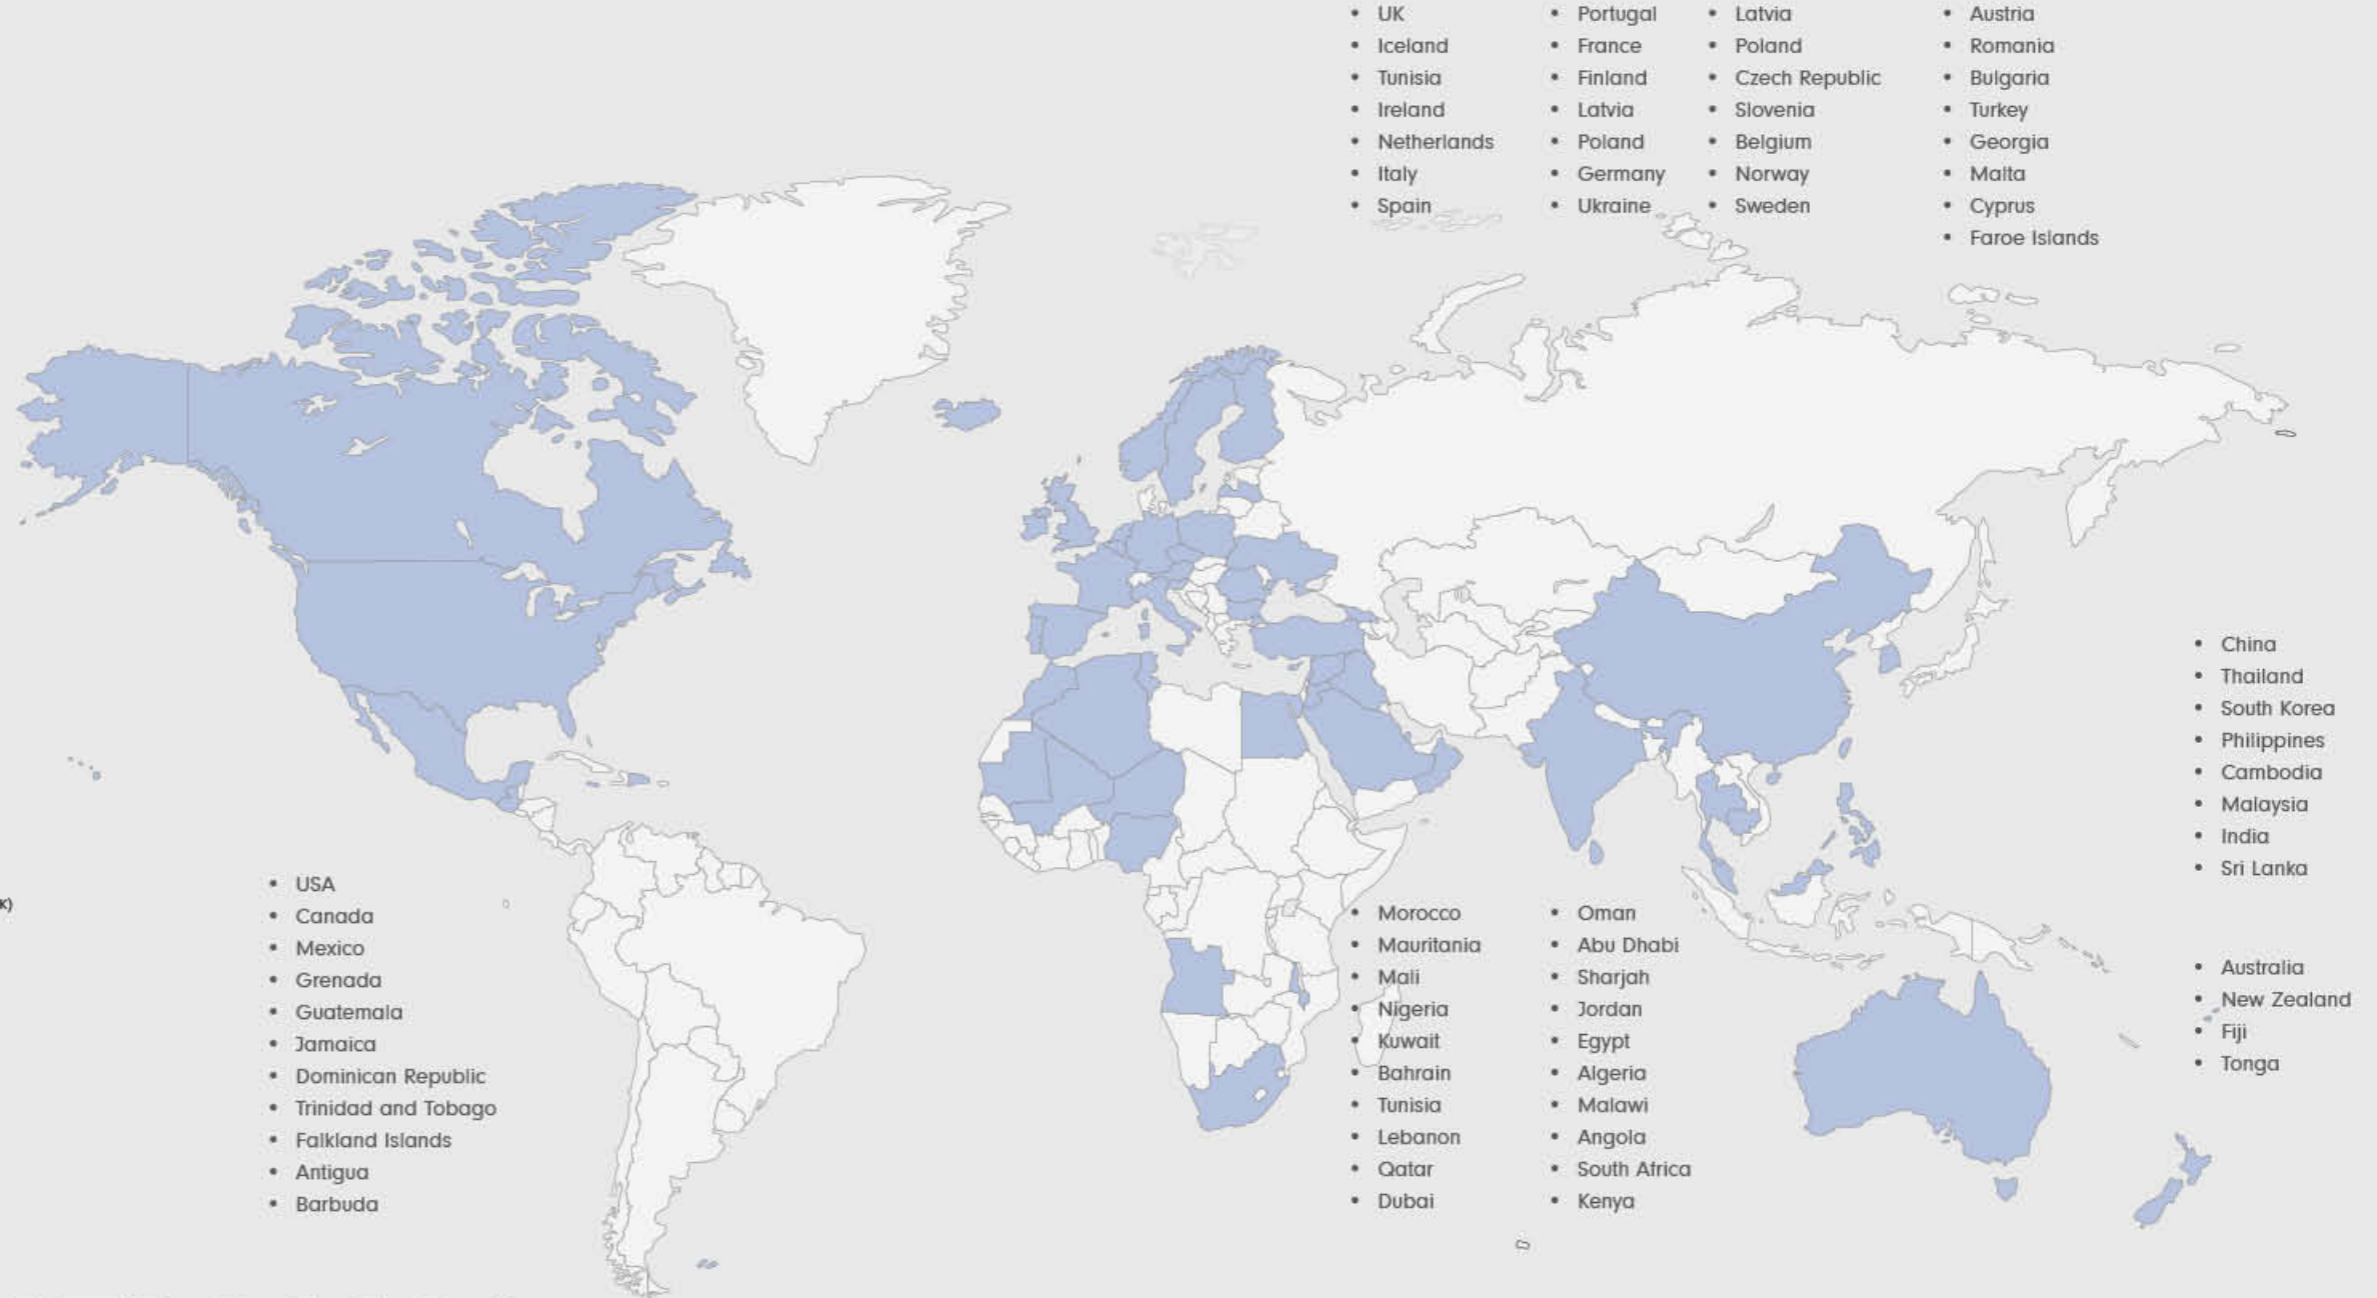 UK
Iceland
Tunisia
Ireland
Netherlands
Italy
Spain
Portugal
France
Finland
Latvia
Poland
Germany
Ukraine
Latvia
Poland
Czech Republic
Slovenia
Belgium
Norway
Sweden
Austria
Romania
Bulgaria
Turkey
Georgia
Malta
Cyprus
Faroe Islands
China
Thailand
South Korea
Philippines
Cambodia
Malaysia
India
Sri Lanka
K)
USA
Canada
Mexico
Grenada
Guatemala
Jamaica
Dominican Republic
Trinidad and Tobago
Falkland Islands
Antigua
Barbuda
Morocco
Mauritania
Mali
Nigeria
Kuwait
Bahrain
Tunisia
Lebanon
Qatar
Dubai
Oman
Abu Dhabi
Sharjah
Jordan
Egypt
Algeria
Malawi
Angola
South Africa
Kenya
Australia
New Zealand
Fiji
Tonga